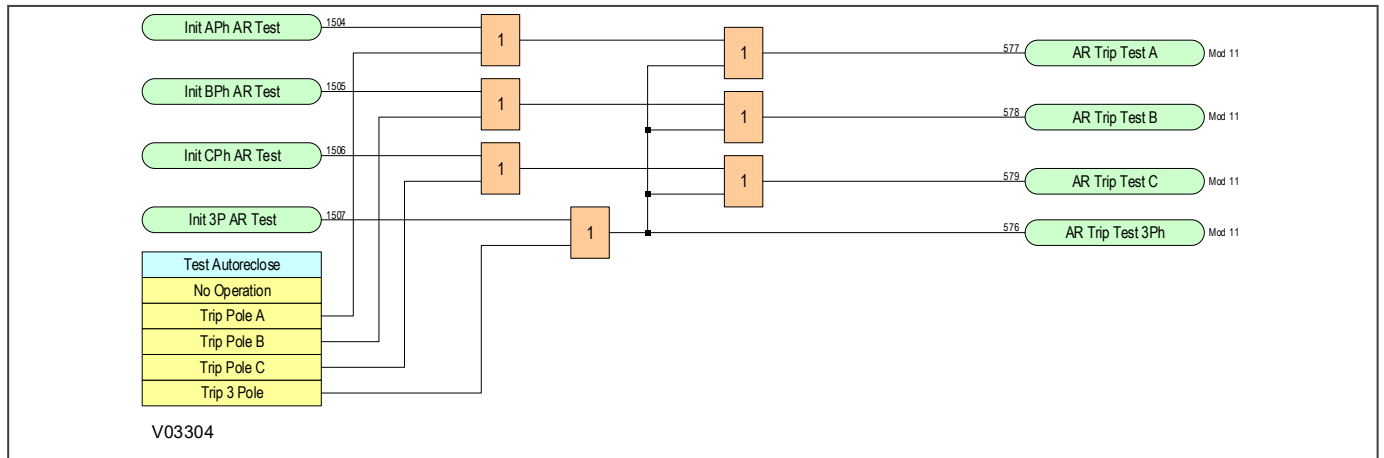 Init APh AR Test 1504
1
1
577 AR Trip Test A Mod 11
Init BPh AR Test 1505
1
1
578 AR Trip Test B Mod 11
Init CPh AR Test 1506
1
1
579 AR Trip Test C Mod 11
Init 3P AR Test 1507
1
576 AR Trip Test 3Ph Mod 11
Test Autoreclose
No Operation
Trip Pole A
Trip Pole B
Trip Pole C
Trip 3 Pole
V03304